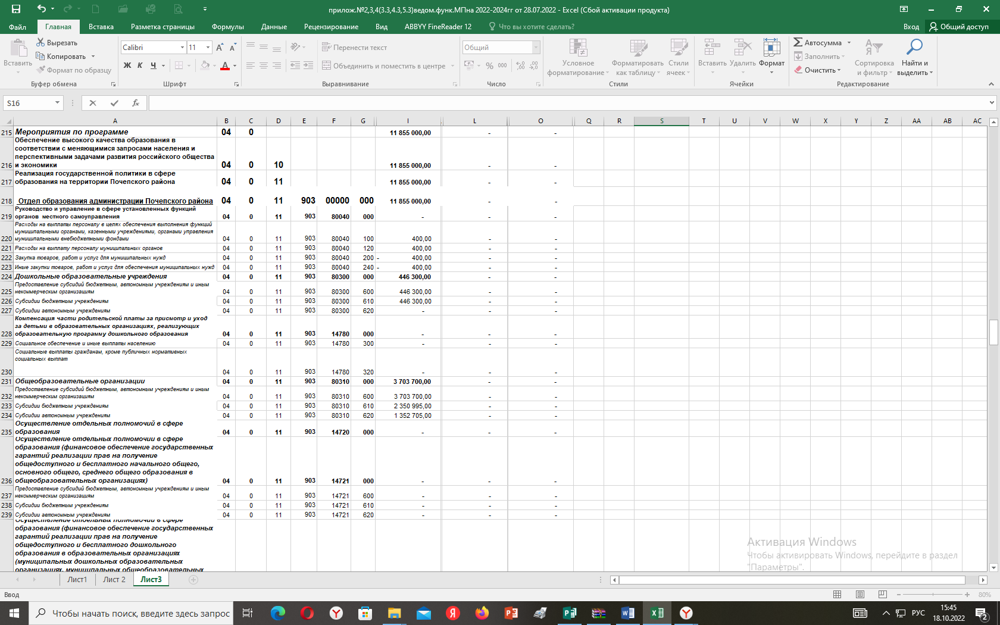 прилож.№2,3,4(3.3,4.3,5.3)ведом.функ.МПна 2022-2024гг от 28.07.2022 - Excel (Сбой активации продукта)
Файл Главная Вставка Разметка страницы Формулы Данные Рецензирование Вид ABBYY FineReader 12 Что вы хотите сделать? Вход Общий доступ
Вставить
Вырезать
Копировать
Формат по образцу
Буфер обмена
Calibri 11
Ж К Ч
Шрифт
Перенести текст
Объединить и поместить в центре
Выравнивание
Общий
% 000
Число
Условное форматирование
Форматировать как таблицу
Стили ячеек
Стили
Вставить Удалить Формат
Ячейки
Автосумма
Заполнить
Очистить
Сортировка и фильтр
Найти и выделить
Редактирование
S16
fx
A B C D E F G I L O Q R S T U V W X Y Z AA AB AC
215 Мероприятия по программе 04 0 11 855 000,00 - -
Обеспечение высокого качества образования в
соответствии с меняющимися запросами населения и
перспективными задачами развития российского общества
216 и экономики 04 0 10 11 855 000,00 - -
Реализация государственной политики в сфере
217 образования на территории Почепского района 04 0 11 11 855 000,00 - -
218 Отдел образования администрации Почепского района 04 0 11 903 00000 000 11 855 000,00 - -
Руководство и управление в сфере установленных функций
219 органов местного самоуправления 04 0 11 903 80040 000 - - -
Расходы на выплаты персоналу в целях обеспечения выполнения функций
муниципальными органами, казенными учреждениями, органами управления
220 муниципальными внебюджетными фондами 04 0 11 903 80040 100 400,00 - -
221 Расходы на выплату персоналу муниципальных органов 04 0 11 903 80040 120 400,00 - -
222 Закупка товаров, работ и услуг для муниципальных нужд 04 0 11 903 80040 200 - 400,00 - -
223 Иные закупки товаров, работ и услуг для обеспечения муниципальных нужд 04 0 11 903 80040 240 - 400,00 - -
224 Дошкольные образовательные учреждения 04 0 11 903 80300 000 446 300,00 - -
Предоставление субсидий бюджетным, автономным учреждениям и иным
225 некоммерческим организациям 04 0 11 903 80300 600 446 300,00 - -
226 Субсидии бюджетным учреждениям 04 0 11 903 80300 610 446 300,00 - -
227 Субсидии автономным учреждениям 04 0 11 903 80300 620 - - -
Компенсация части родительской платы за присмотр и уход
за детьми в образовательных организациях, реализующих
228 образовательную программу дошкольного образования 04 0 11 903 14780 000 - - -
229 Социальное обеспечение и иные выплаты населению 04 0 11 903 14780 300 - - -
Социальные выплаты гражданам, кроме публичных нормативных
социальных выплат
230 04 0 11 903 14780 320 - - -
231 Общеобразовательные организации 04 0 11 903 80310 000 3 703 700,00 - -
Предоставление субсидий бюджетным, автономным учреждениям и иным
232 некоммерческим организациям 04 0 11 903 80310 600 3 703 700,00 - -
233 Субсидии бюджетным учреждениям 04 0 11 903 80310 610 2 350 995,00 - -
234 Субсидии автономным учреждениям 04 0 11 903 80310 620 1 352 705,00 - -
Осуществление отдельных полномочий в сфере
235 образования 04 0 11 903 14720 000 - - -
Осуществление отдельных полномочий в сфере
образования (финансовое обеспечение государственных
гарантий реализации прав на получение
общедоступного и бесплатного начального общего,
основного общего, среднего общего образования в
236 общеобразовательных организациях) 04 0 11 903 14721 000 - - -
Предоставление субсидий бюджетным, автономным учреждениям и иным
237 некоммерческим организациям 04 0 11 903 14721 600 - - -
238 Субсидии бюджетным учреждениям 04 0 11 903 14721 610 - - -
239 Субсидии автономным учреждениям 04 0 11 903 14721 620 - - -
Осуществление отдельных полномочий в сфере
образования (финансовое обеспечение государственных
гарантий реализации прав на получение
общедоступного и бесплатного дошкольного
образования в образовательных организациях
(муниципальных дошкольных образовательных
организациях, муниципальных общеобразовательных
Активация Windows
Чтобы активировать Windows, перейдите в раздел
"Параметры".
Лист1 Лист 2 Лист3
Ввод 80%
Чтобы начать поиск, введите здесь запрос
РУС
15:45
18.10.2022
2